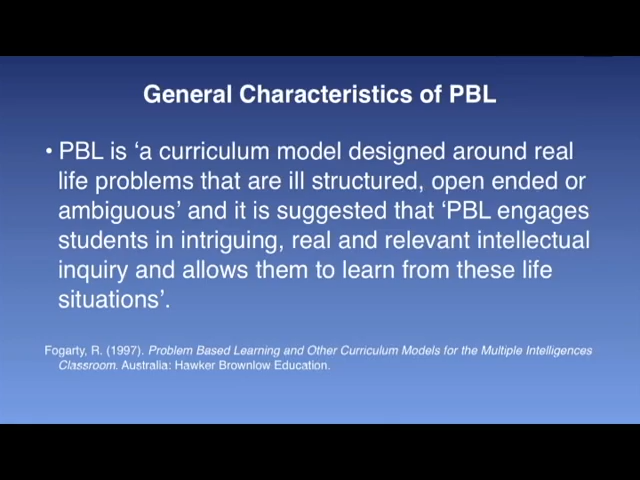 General Characteristics of PBL
• PBL is ‘a curriculum model designed around real
life problems that are ill structured, open ended or
ambiguous’ and it is suggested that ‘PBL engages
students in intriguing, real and relevant intellectual
inquiry and allows them to learn from these life
situations’.
Fogarty, R. (1997). Problem Based Learning and Other Curriculum Models for the Multiple Intelligences
Classroom. Australia: Hawker Brownlow Education.